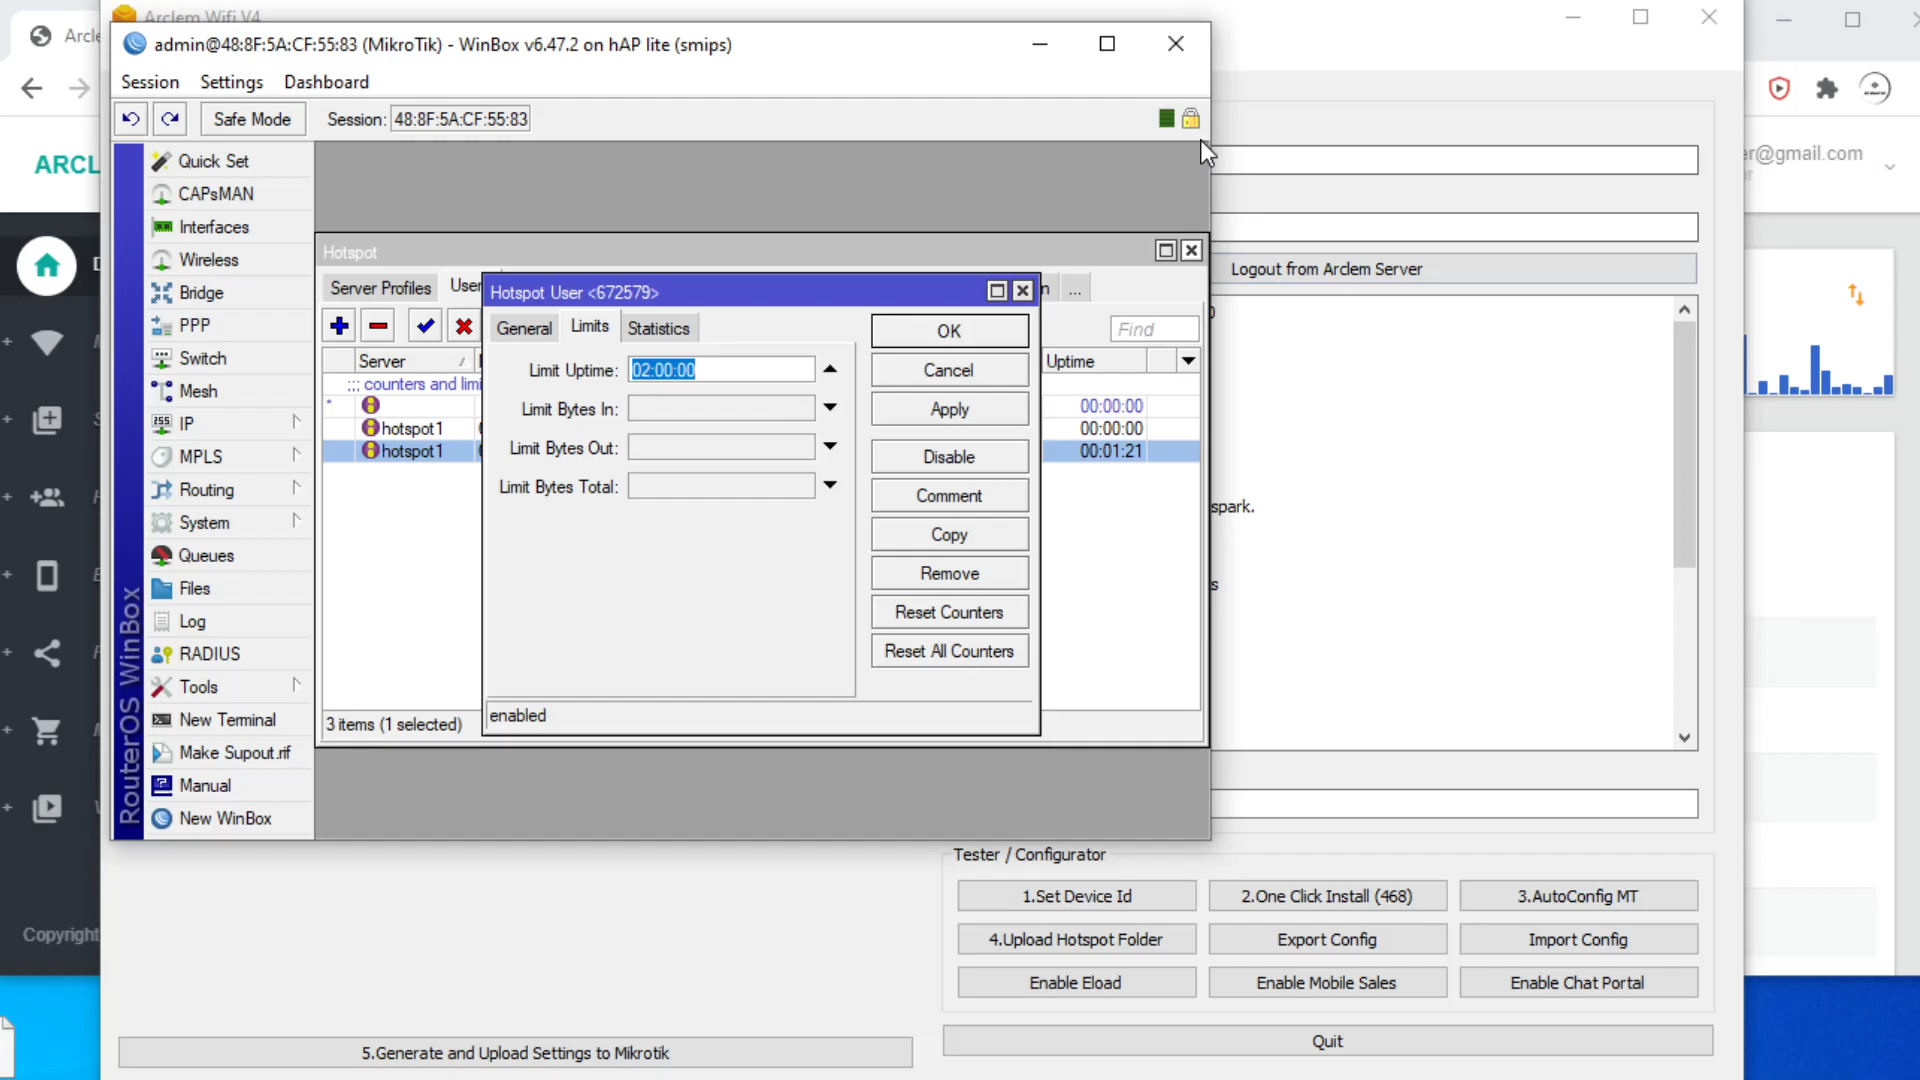 Arclem Wifi V4
Arcle
admin@48:8F:5A:CF:55:83 (MikroTik) - WinBox v6.47.2 on hAP lite (smips)
Session Settings Dashboard
Safe Mode Session: 48:8F:5A:CF:55:83
ARCL
er@gmail.com
Quick Set
CAPsMAN
Interfaces
Wireless
Bridge
PPP
Switch
Mesh
IP
MPLS
Routing
System
Queues
Files
Log
RADIUS
Tools
New Terminal
Make Supout.rif
Manual
New WinBox
RouterOS WinBox
Hotspot
Server Profiles User n ...
Find
Server Uptime
;;; counters and limi
00:00:00
hotspot1 00:00:00
hotspot1 00:01:21
3 items (1 selected)
Hotspot User <672579>
General Limits Statistics
Limit Uptime: 02:00:00
Limit Bytes In:
Limit Bytes Out:
Limit Bytes Total:
OK
Cancel
Apply
Disable
Comment
Copy
Remove
Reset Counters
Reset All Counters
enabled
Logout from Arclem Server
spark.
s
Copyright
Tester / Configurator
1.Set Device Id 2.One Click Install (468) 3.AutoConfig MT
4.Upload Hotspot Folder Export Config Import Config
Enable Eload Enable Mobile Sales Enable Chat Portal
5.Generate and Upload Settings to Mikrotik
Quit